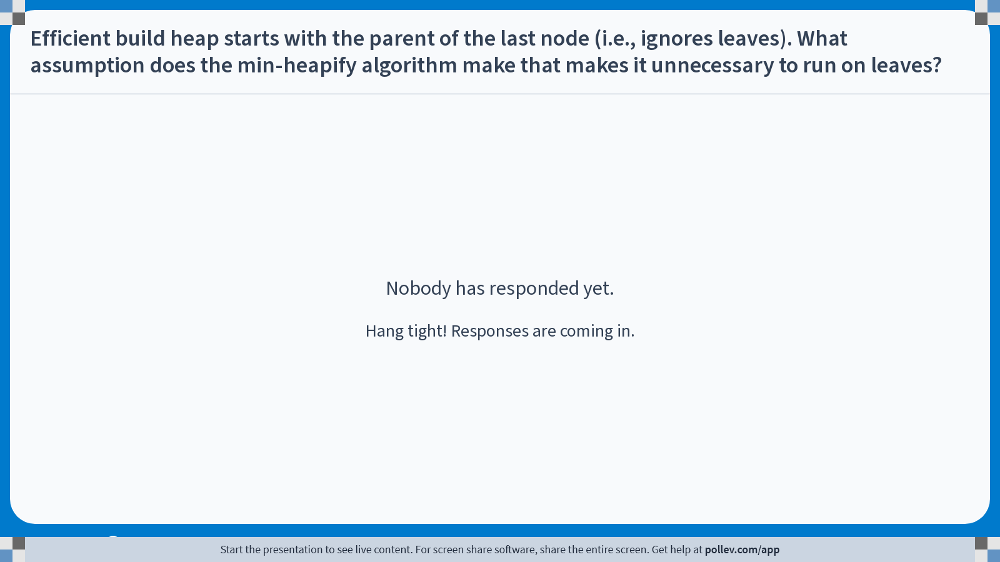 Efficient build heap starts with the parent of the last node (i.e., ignores leaves). What
assumption does the min-heapify algorithm make that makes it unnecessary to run on leaves?
Nobody has responded yet.
Hang tight! Responses are coming in.
Start the presentation to see live content. For screen share software, share the entire screen. Get help at pollev.com/app